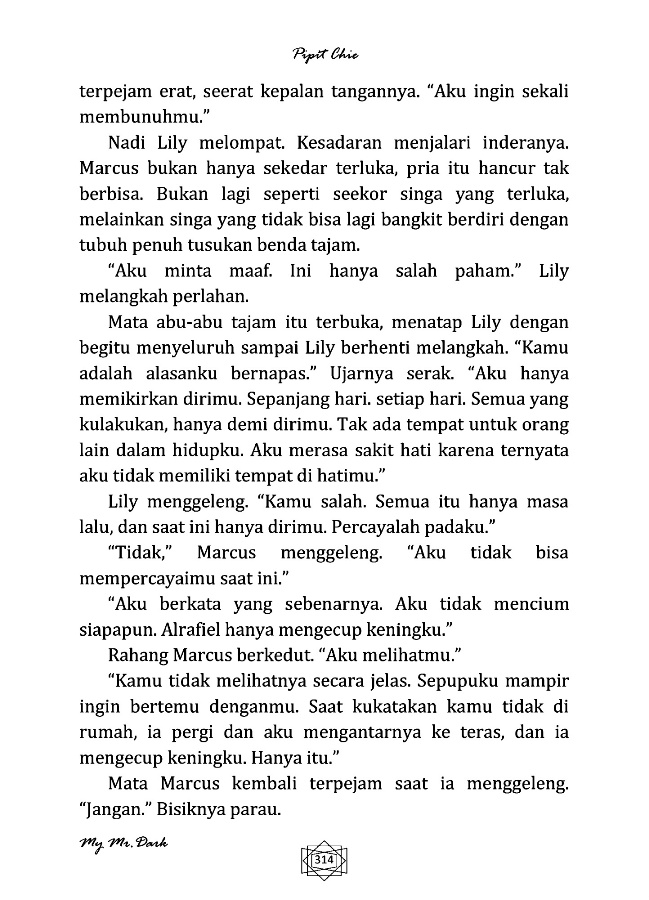 Pipit Chie
terpejam erat, seerat kepalan tangannya. “Aku ingin sekali
membunuhmu.”
Nadi Lily melompat. Kesadaran menjalari inderanya.
Marcus bukan hanya sekedar terluka, pria itu hancur tak
berbisa. Bukan lagi seperti seekor singa yang terluka,
melainkan singa yang tidak bisa lagi bangkit berdiri dengan
tubuh penuh tusukan benda tajam.
“Aku minta maaf. Ini hanya salah paham.” Lily
melangkah perlahan.
Mata abu-abu tajam itu terbuka, menatap Lily dengan
begitu menyeluruh sampai Lily berhenti melangkah. “Kamu
adalah alasanku bernapas.” Ujarnya serak. “Aku hanya
memikirkan dirimu. Sepanjang hari. setiap hari. Semua yang
kulakukan, hanya demi dirimu. Tak ada tempat untuk orang
lain dalam hidupku. Aku merasa sakit hati karena ternyata
aku tidak memiliki tempat di hatimu.”
Lily menggeleng. “Kamu salah. Semua itu hanya masa
lalu, dan saat ini hanya dirimu. Percayalah padaku.”
“Tidak,” Marcus menggeleng. “Aku tidak bisa
mempercayaimu saat ini.”
“Aku berkata yang sebenarnya. Aku tidak mencium
siapapun. Alrafiel hanya mengecup keningku.”
Rahang Marcus berkedut. “Aku melihatmu.”
“Kamu tidak melihatnya secara jelas. Sepupuku mampir
ingin bertemu denganmu. Saat kukatakan kamu tidak di
rumah, ia pergi dan aku mengantarnya ke teras, dan ia
mengecup keningku. Hanya itu.”
Mata Marcus kembali terpejam saat ia menggeleng.
“Jangan.” Bisiknya parau.
My Mr. Dark
314